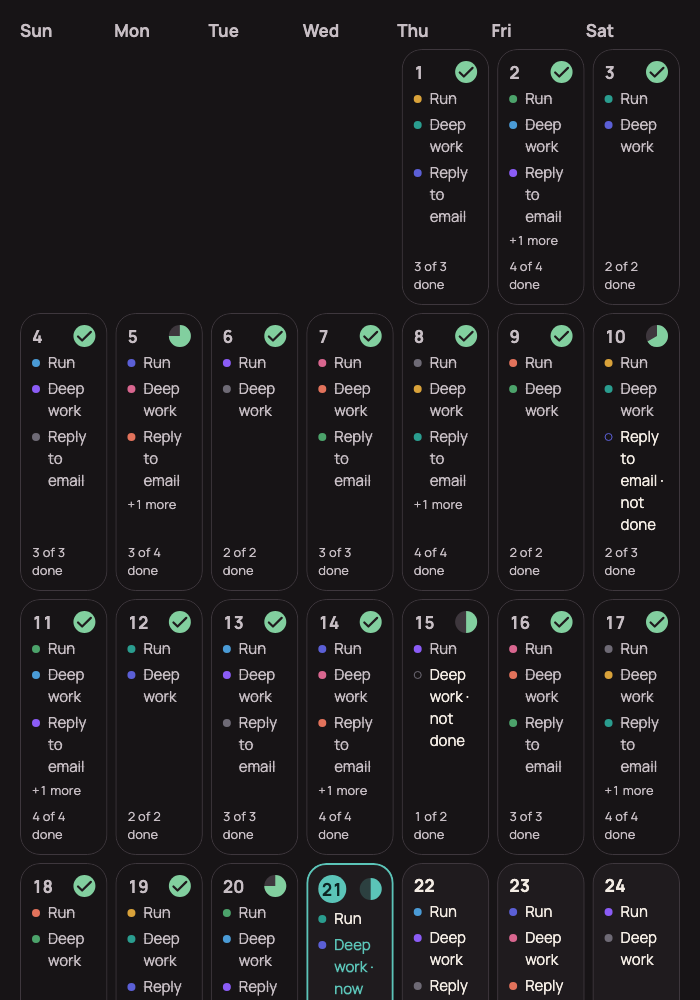 Sun Mon Tue Wed Thu Fri Sat
1
Run
Deep
work
Reply
to
email
3 of 3
done
2
Run
Deep
work
Reply
to
email
+1 more
4 of 4
done
3
Run
Deep
work
2 of 2
done
4
Run
Deep
work
Reply
to
email
3 of 3
done
5
Run
Deep
work
Reply
to
email
+1 more
3 of 4
done
6
Run
Deep
work
2 of 2
done
7
Run
Deep
work
Reply
to
email
3 of 3
done
8
Run
Deep
work
Reply
to
email
+1 more
4 of 4
done
9
Run
Deep
work
2 of 2
done
10
Run
Deep
work
Reply
to
email ·
not
done
2 of 3
done
11
Run
Deep
work
Reply
to
email
+1 more
4 of 4
done
12
Run
Deep
work
2 of 2
done
13
Run
Deep
work
Reply
to
email
3 of 3
done
14
Run
Deep
work
Reply
to
email
+1 more
4 of 4
done
15
Run
Deep
work ·
not
done
1 of 2
done
16
Run
Deep
work
Reply
to
email
3 of 3
done
17
Run
Deep
work
Reply
to
email
+1 more
4 of 4
done
18
Run
Deep
work
19
Run
Deep
work
Reply
20
Run
Deep
work
Reply
21
Run
Deep
work ·
now
22
Run
Deep
work
Reply
23
Run
Deep
work
Reply
24
Run
Deep
work